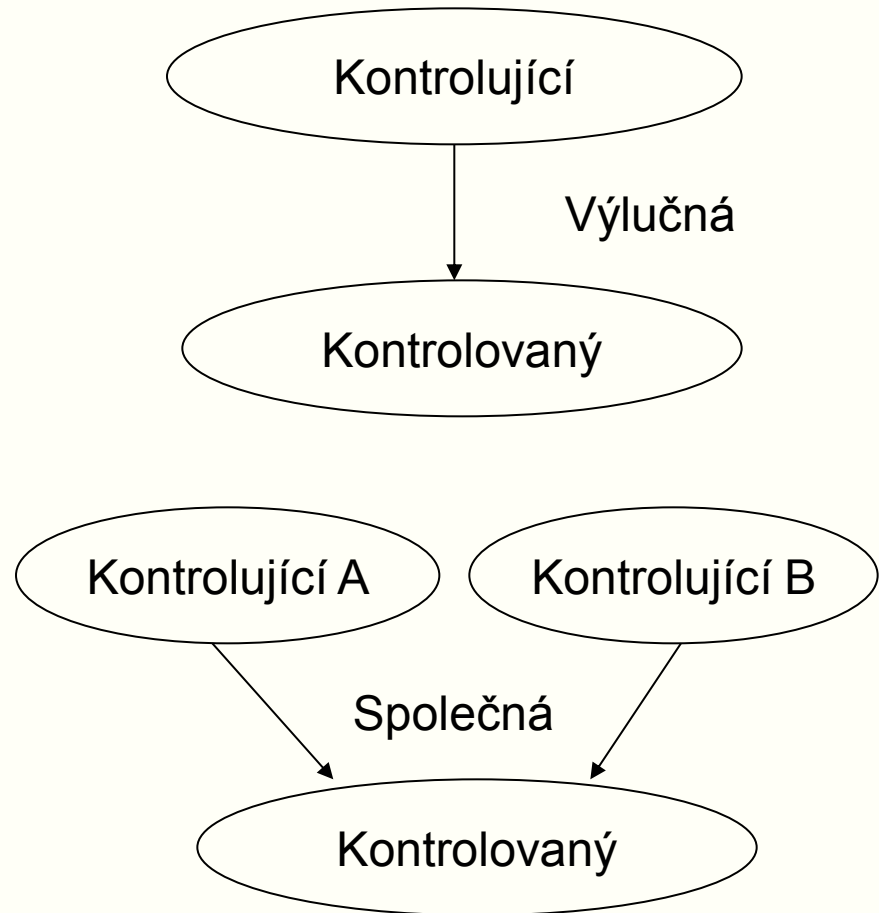 Kontrolující
Výlučná
Kontrolovaný
Kontrolující A
Kontrolující B
Společná
Kontrolovaný